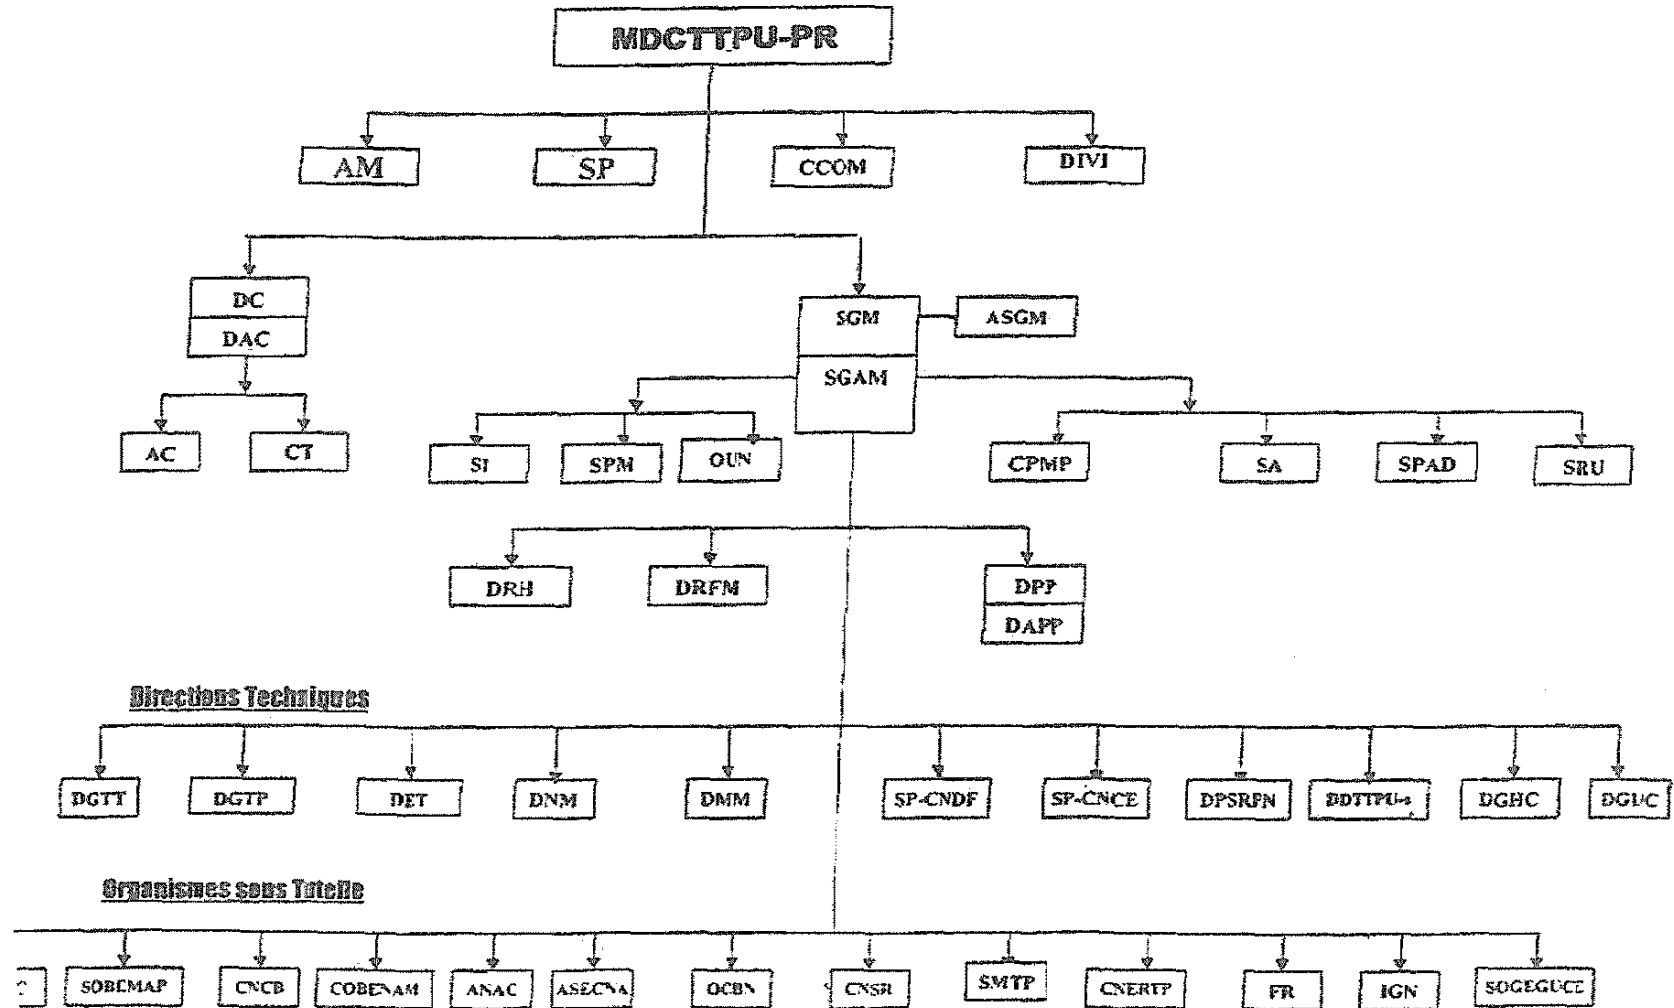 MDCTTPU-PR
AM SP CCOM DIVI
DC
DAC
SGM ASGM
SGAM
AC CT SI SPM OUN CPMP SA SPAD SRU
DRH DRFM DPP
DAPP
Directions Techniques
DGTT DGTP DET DNM DMM SP-CNDF SP-CNCE DPSRPN DDTTPU-s DGHC DGUC
Organismes sous Tutelle
SOBEMAP CNCB COBENAM ANAC ASECNA OCBN CNSR SMTP CNERTP FR IGN SOGEGUCE